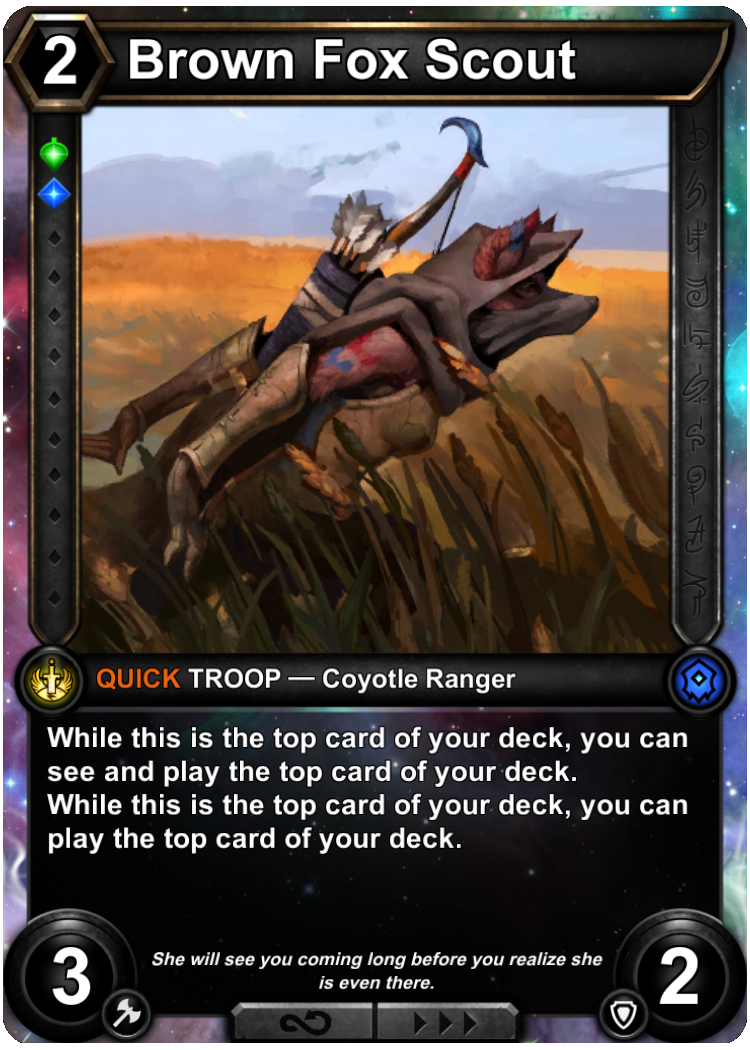 2
Brown Fox Scout
QUICK TROOP — Coyotle Ranger
While this is the top card of your deck, you can
see and play the top card of your deck.
While this is the top card of your deck, you can
play the top card of your deck.
She will see you coming long before you realize she
is even there.
3
2